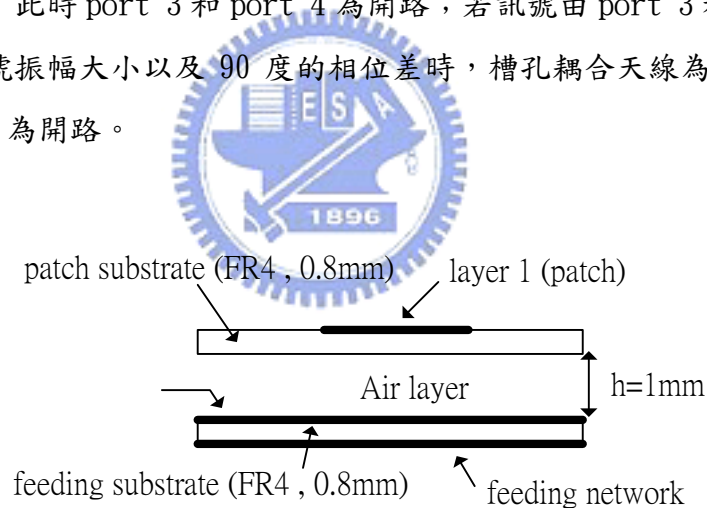 此時 port 3 和 port 4 為開路，若訊號由 port 3
號振幅大小以及 90 度的相位差時，槽孔耦合天線為
為開路。
ES
1896
patch substrate (FR4 , 0.8mm)
layer 1 (patch)
Air layer
h=1mm
feeding substrate (FR4 , 0.8mm)
feeding network